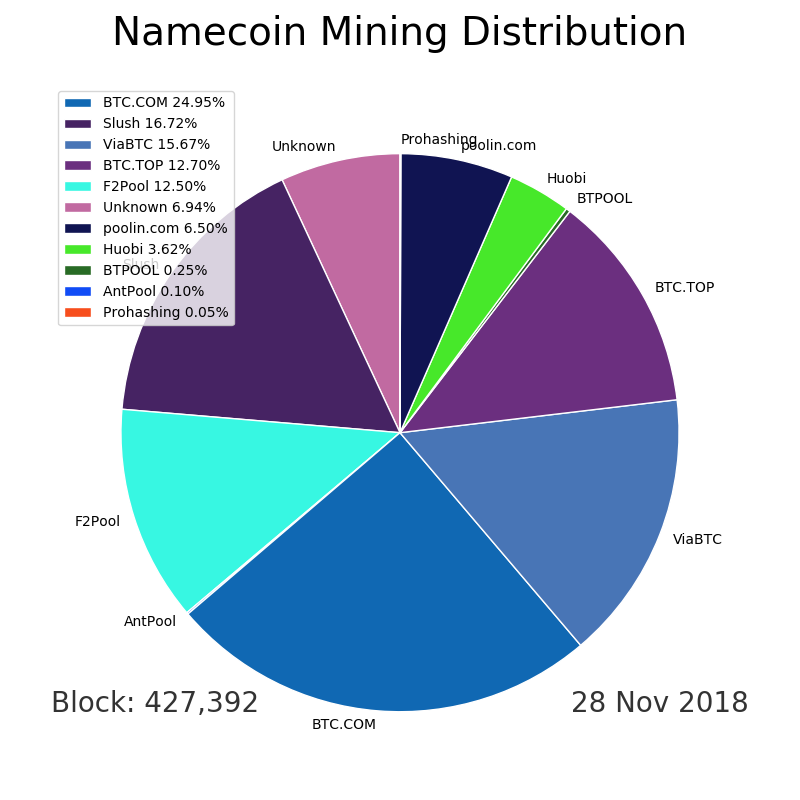 Namecoin Mining Distribution
BTC.COM 24.95%
Slush 16.72%
ViaBTC 15.67%
BTC.TOP 12.70%
F2Pool 12.50%
Unknown 6.94%
poolin.com 6.50%
Huobi 3.62%
BTPOOL 0.25%
AntPool 0.10%
Prohashing 0.05%
Unknown
Prohashing
poolin.com
Huobi
BTPOOL
Slush
BTC.TOP
F2Pool
ViaBTC
AntPool
BTC.COM
Block: 427,392
28 Nov 2018